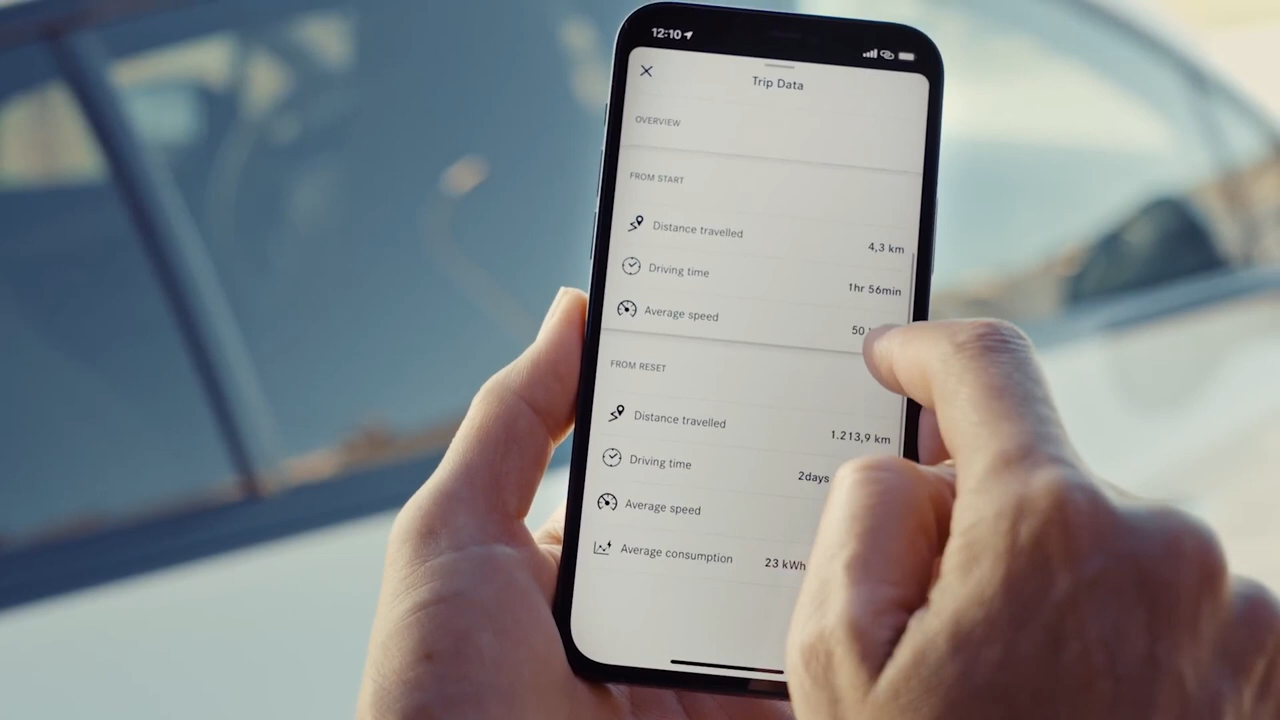 12:10
Trip Data
OVERVIEW
FROM START
Distance travelled
4,3 km
Driving time
1hr 56min
Average speed
50
FROM RESET
Distance travelled
1.213,9 km
Driving time
2days
Average speed
Average consumption
23 kWh